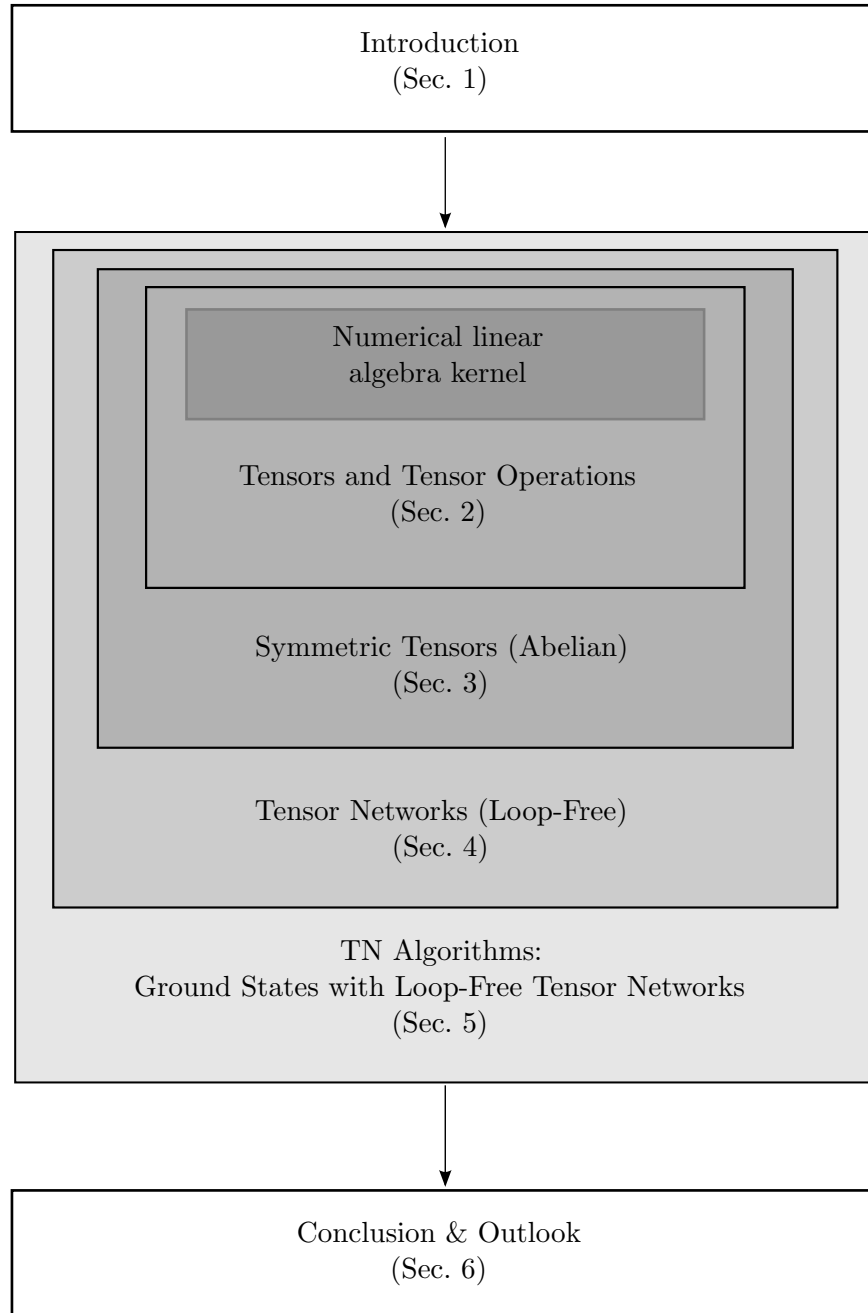 Introduction
(Sec. 1)
Numerical linear
algebra kernel
Tensors and Tensor Operations
(Sec. 2)
Symmetric Tensors (Abelian)
(Sec. 3)
Tensor Networks (Loop-Free)
(Sec. 4)
TN Algorithms:
Ground States with Loop-Free Tensor Networks
(Sec. 5)
Conclusion & Outlook
(Sec. 6)